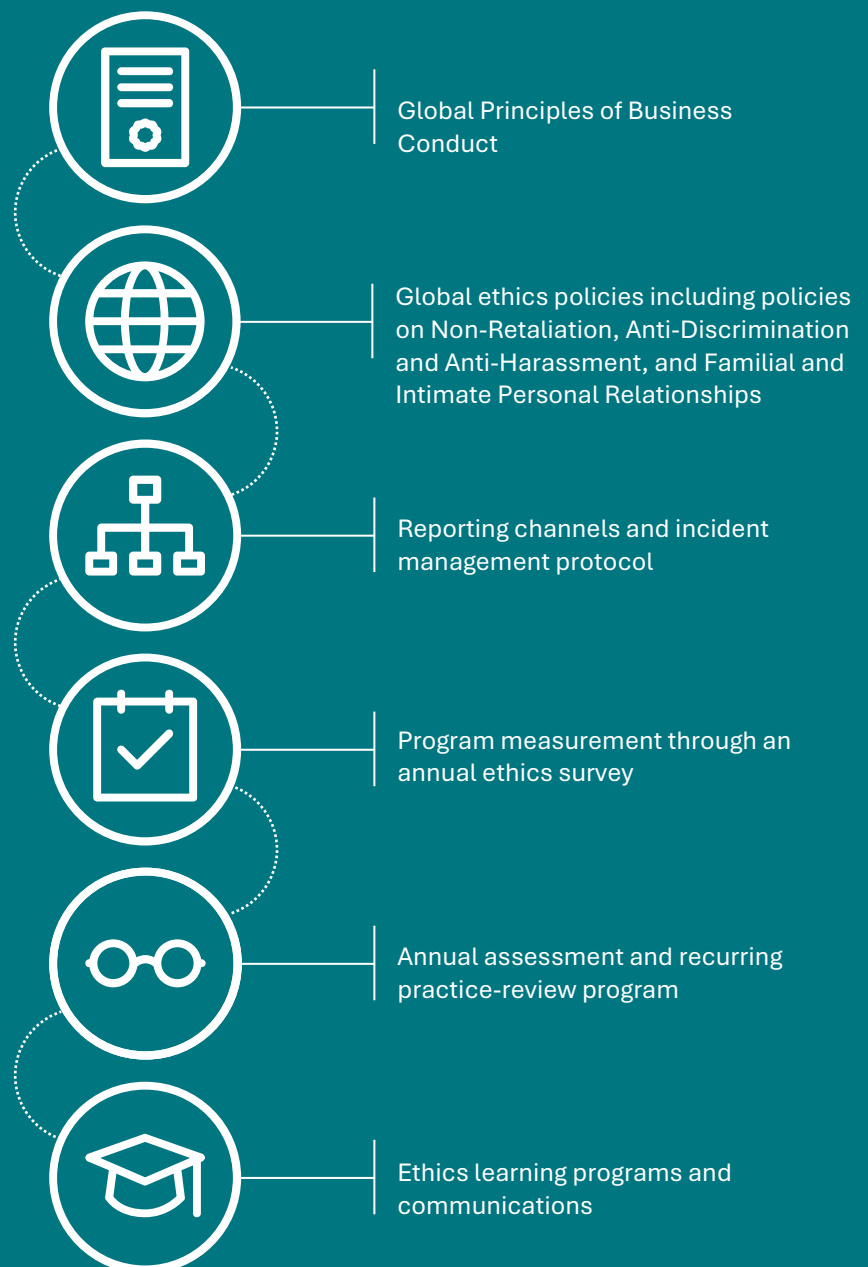 Global Principles of Business
Conduct
Global ethics policies including policies
on Non-Retaliation, Anti-Discrimination
and Anti-Harassment, and Familial and
Intimate Personal Relationships
Reporting channels and incident
management protocol
Program measurement through an
annual ethics survey
Annual assessment and recurring
practice-review program
Ethics learning programs and
communications